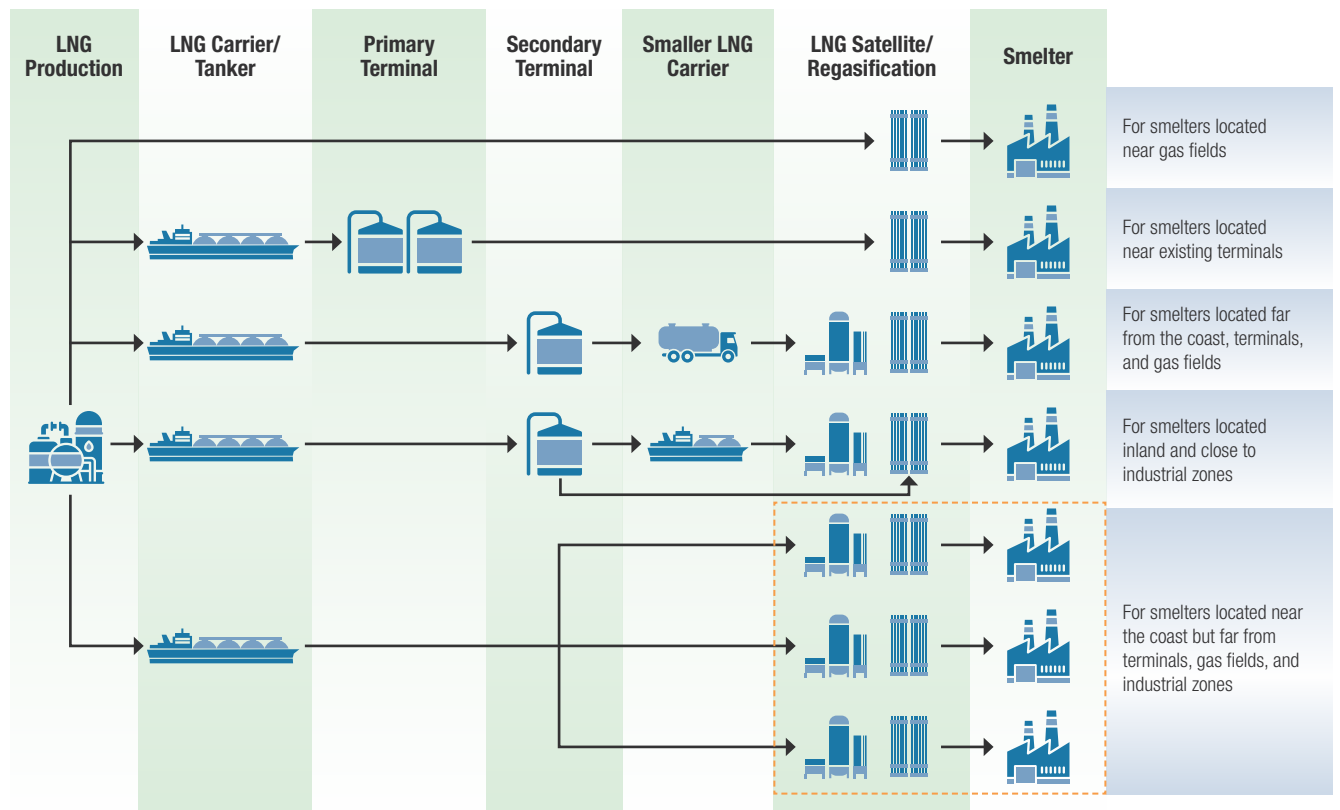 LNG
Production
LNG Carrier/
Tanker
Primary
Terminal
Secondary
Terminal
Smaller LNG
Carrier
LNG Satellite/
Regasification
Smelter
For smelters located
near gas fields
For smelters located
near existing terminals
For smelters located far
from the coast, terminals,
and gas fields
For smelters located
inland and close to
industrial zones
For smelters located near
the coast but far from
terminals, gas fields, and
industrial zones